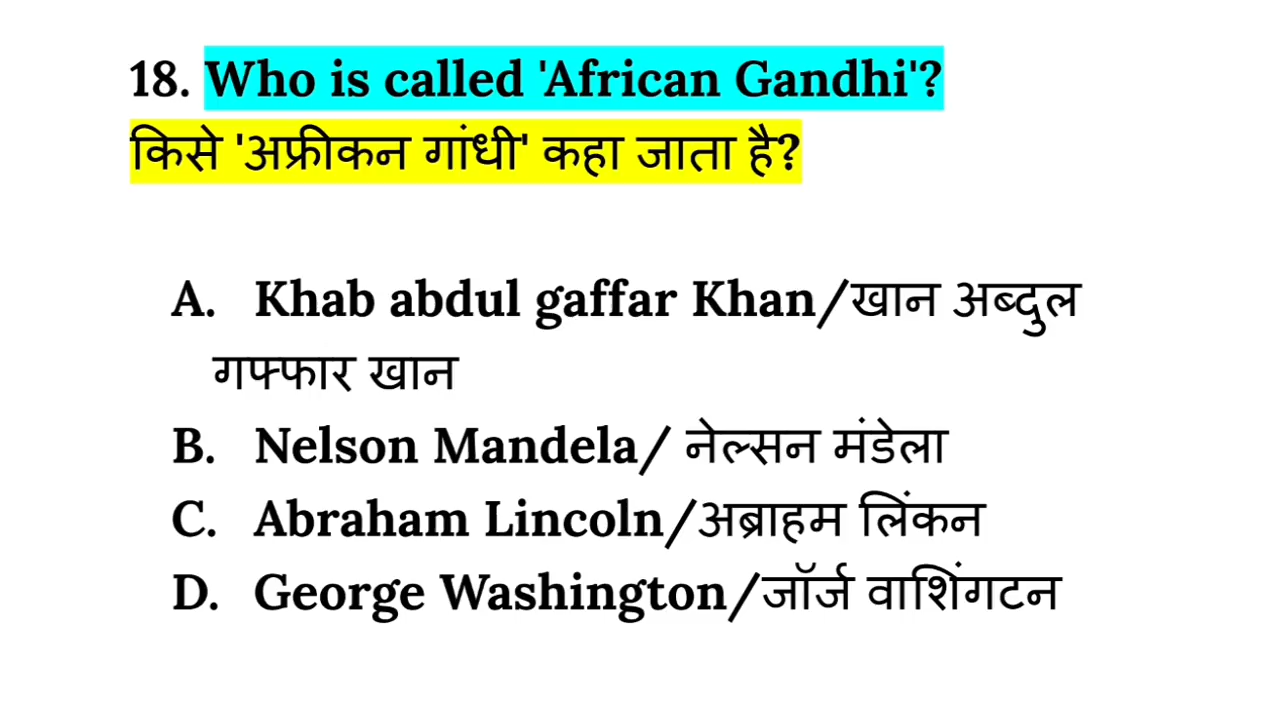 18. Who is called 'African Gandhi'?
किसे 'अफ्रीकन गांधी' कहा जाता है?
A. Khab abdul gaffar Khan/खान अब्दुल
गफ्फार खान
B. Nelson Mandela/ नेल्सन मंडेला
C. Abraham Lincoln/अब्राहम लिंकन
D. George Washington/जॉर्ज वाशिंगटन